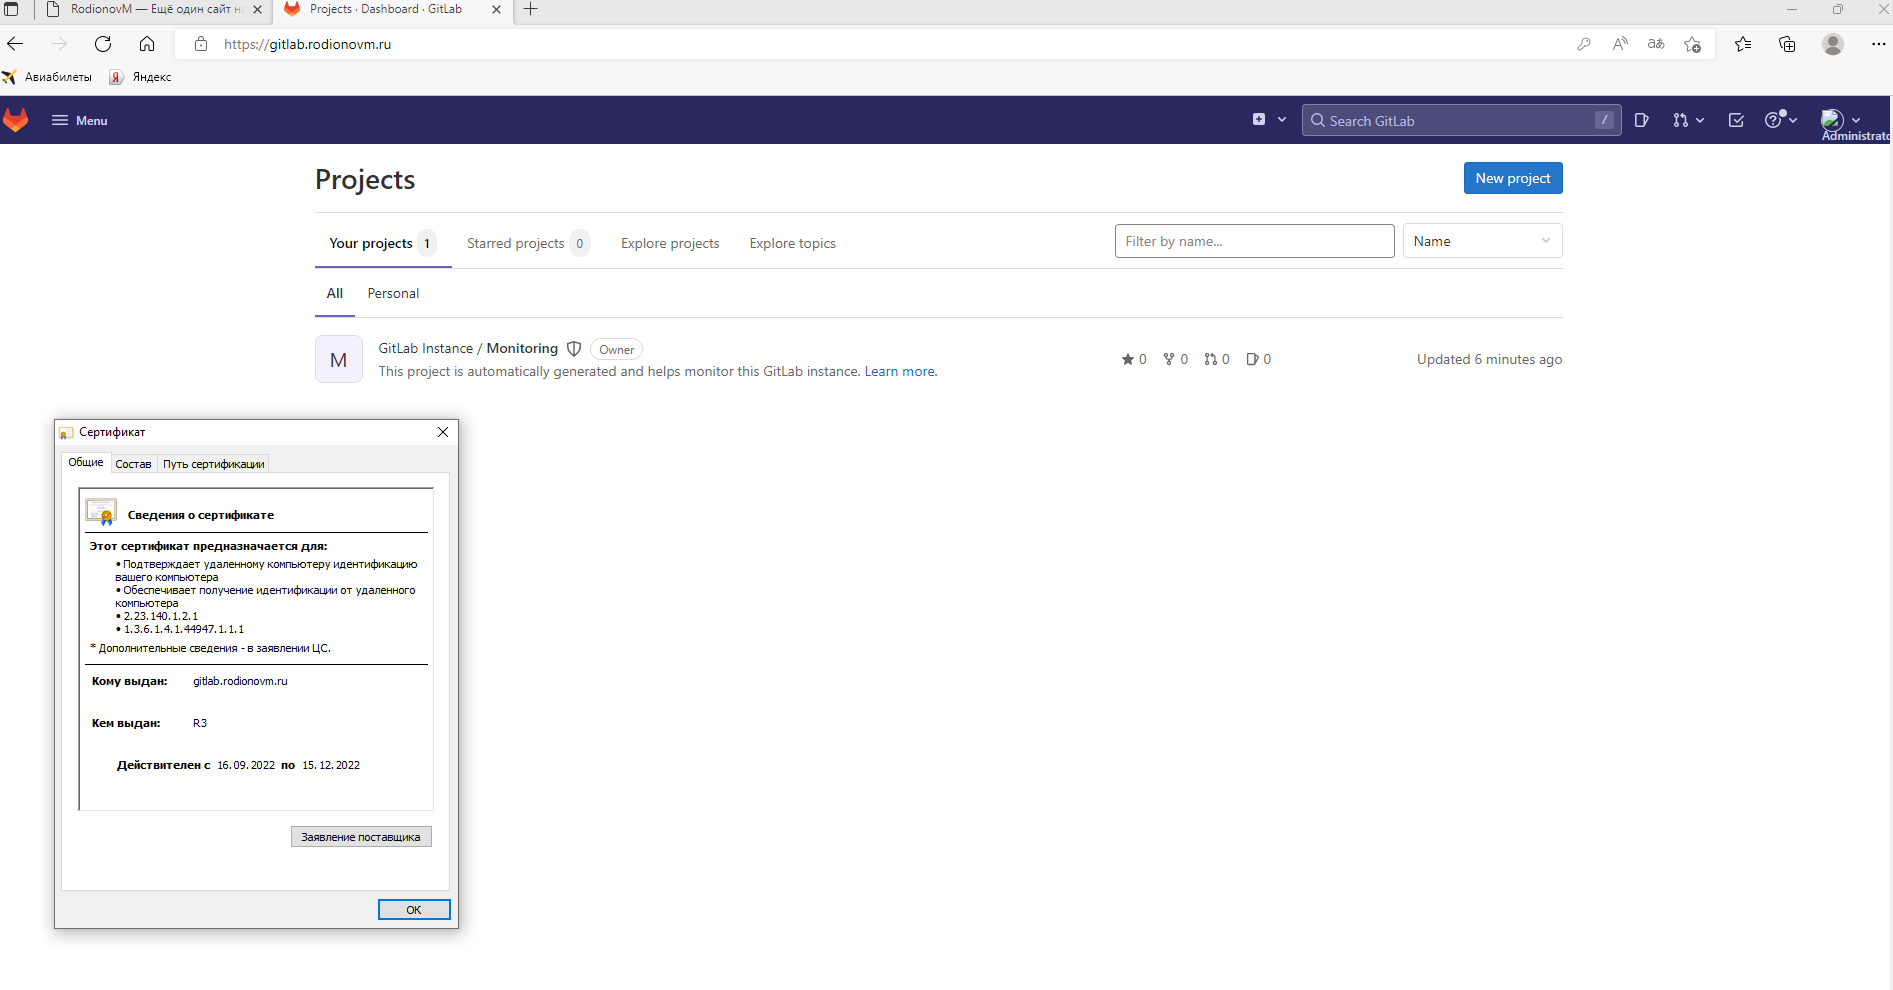 RodionovM — Ещё один сайт на
Projects · Dashboard · GitLab
https://gitlab.rodionovm.ru
Авиабилеты
Яндекс
Menu
Search GitLab
/
Administrato
Projects
New project
Your projects 1
Starred projects 0
Explore projects
Explore topics
Filter by name...
Name
All
Personal
M
GitLab Instance / Monitoring
Owner
This project is automatically generated and helps monitor this GitLab instance. Learn more.
0 0 0 0
Updated 6 minutes ago
Сертификат
Общие
Состав
Путь сертификации
Сведения о сертификате
Этот сертификат предназначается для:
• Подтверждает удаленному компьютеру идентификацию
вашего компьютера
• Обеспечивает получение идентификации от удаленного
компьютера
• 2.23.140.1.2.1
• 1.3.6.1.4.1.44947.1.1.1
* Дополнительные сведения - в заявлении ЦС.
Кому выдан: gitlab.rodionovm.ru
Кем выдан: R3
Действителен с 16.09.2022 по 15.12.2022
Заявление поставщика
ОК